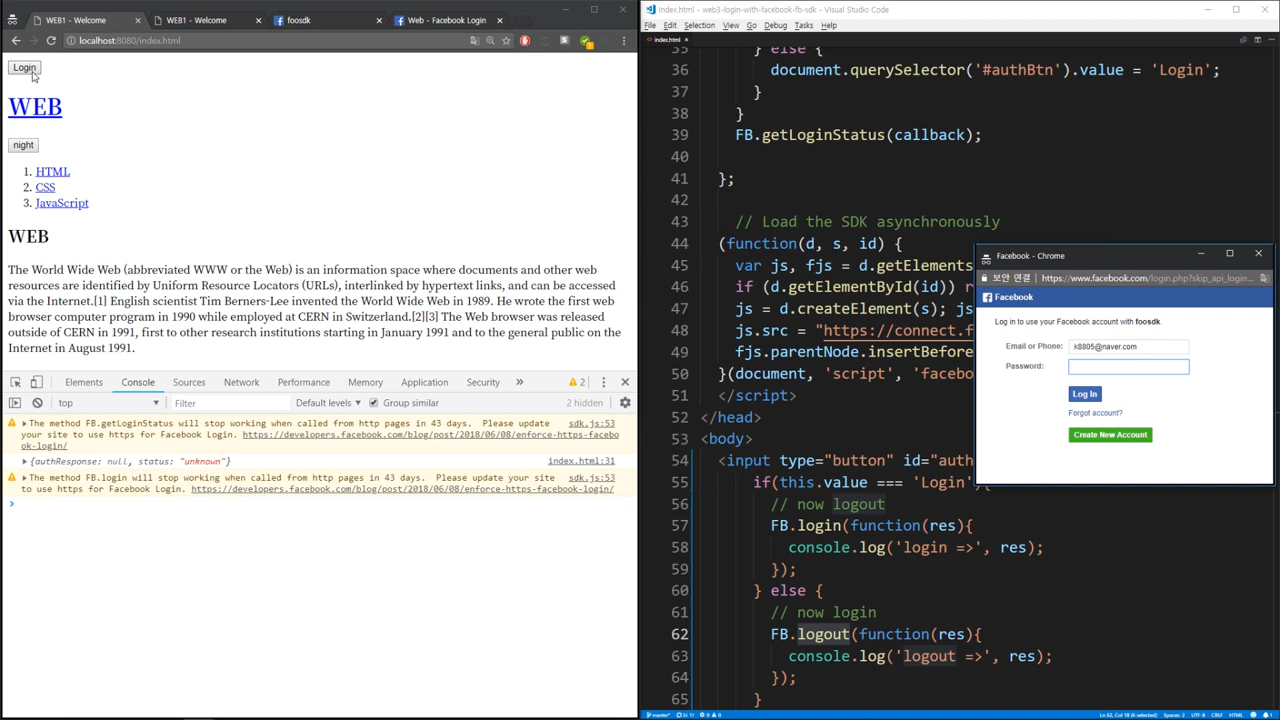 WEB1 - Welcome
WEB1 - Welcome
foosdk
Web - Facebook Login
localhost:8080/index.html
Login
WEB
night
1. HTML
2. CSS
3. JavaScript
WEB
The World Wide Web (abbreviated WWW or the Web) is an information space where documents and other web
resources are identified by Uniform Resource Locators (URLs), interlinked by hypertext links, and can be accessed
via the Internet.[1] English scientist Tim Berners-Lee invented the World Wide Web in 1989. He wrote the first web
browser computer program in 1990 while employed at CERN in Switzerland.[2][3] The Web browser was released
outside of CERN in 1991, first to other research institutions starting in January 1991 and to the general public on the
Internet in August 1991.
Elements Console Sources Network Performance Memory Application Security » 2
top Filter Default levels Group similar 2 hidden
The method FB.getLoginStatus will stop working when called from http pages in 43 days. Please update sdk.js:53
your site to use https for Facebook Login. https://developers.facebook.com/blog/post/2018/06/08/enforce-https-facebo
ok-login/
{authResponse: null, status: "unknown"} index.html:31
The method FB.login will stop working when called from http pages in 43 days. Please update your site sdk.js:53
to use https for Facebook Login. https://developers.facebook.com/blog/post/2018/06/08/enforce-https-facebook-login/
index.html - web3-login-with-facebook-fb-sdk - Visual Studio Code
File Edit Selection View Go Debug Tasks Help
index.html
35 } else {
36 document.querySelector('#authBtn').value = 'Login';
37 }
38 }
39 FB.getLoginStatus(callback);
40
41 };
42
43 // Load the SDK asynchronously
44 (function(d, s, id) {
45 var js, fjs = d.getElements
46 if (d.getElementById(id)) r
47 js = d.createElement(s); js
48 js.src = "https://connect.f
49 fjs.parentNode.insertBefore
50 }(document, 'script', 'facebo
51 </script>
52 </head>
53 <body>
54 <input type="button" id="auth
55 if(this.value === 'Login'){
56 // now logout
57 FB.login(function(res){
58 console.log('login =>', res);
59 });
60 } else {
61 // now login
62 FB.logout(function(res){
63 console.log('logout =>', res);
64 });
65 }
Facebook - Chrome
보안 연결 | https://www.facebook.com/login.php?skip_api_login...
Facebook
Log in to use your Facebook account with foosdk.
Email or Phone: k8805@naver.com
Password:
Log In
Forgot account?
Create New Account
master* Ln 62, Col 18 (6 selected) Spaces: 2 UTF-8 CRLF HTML